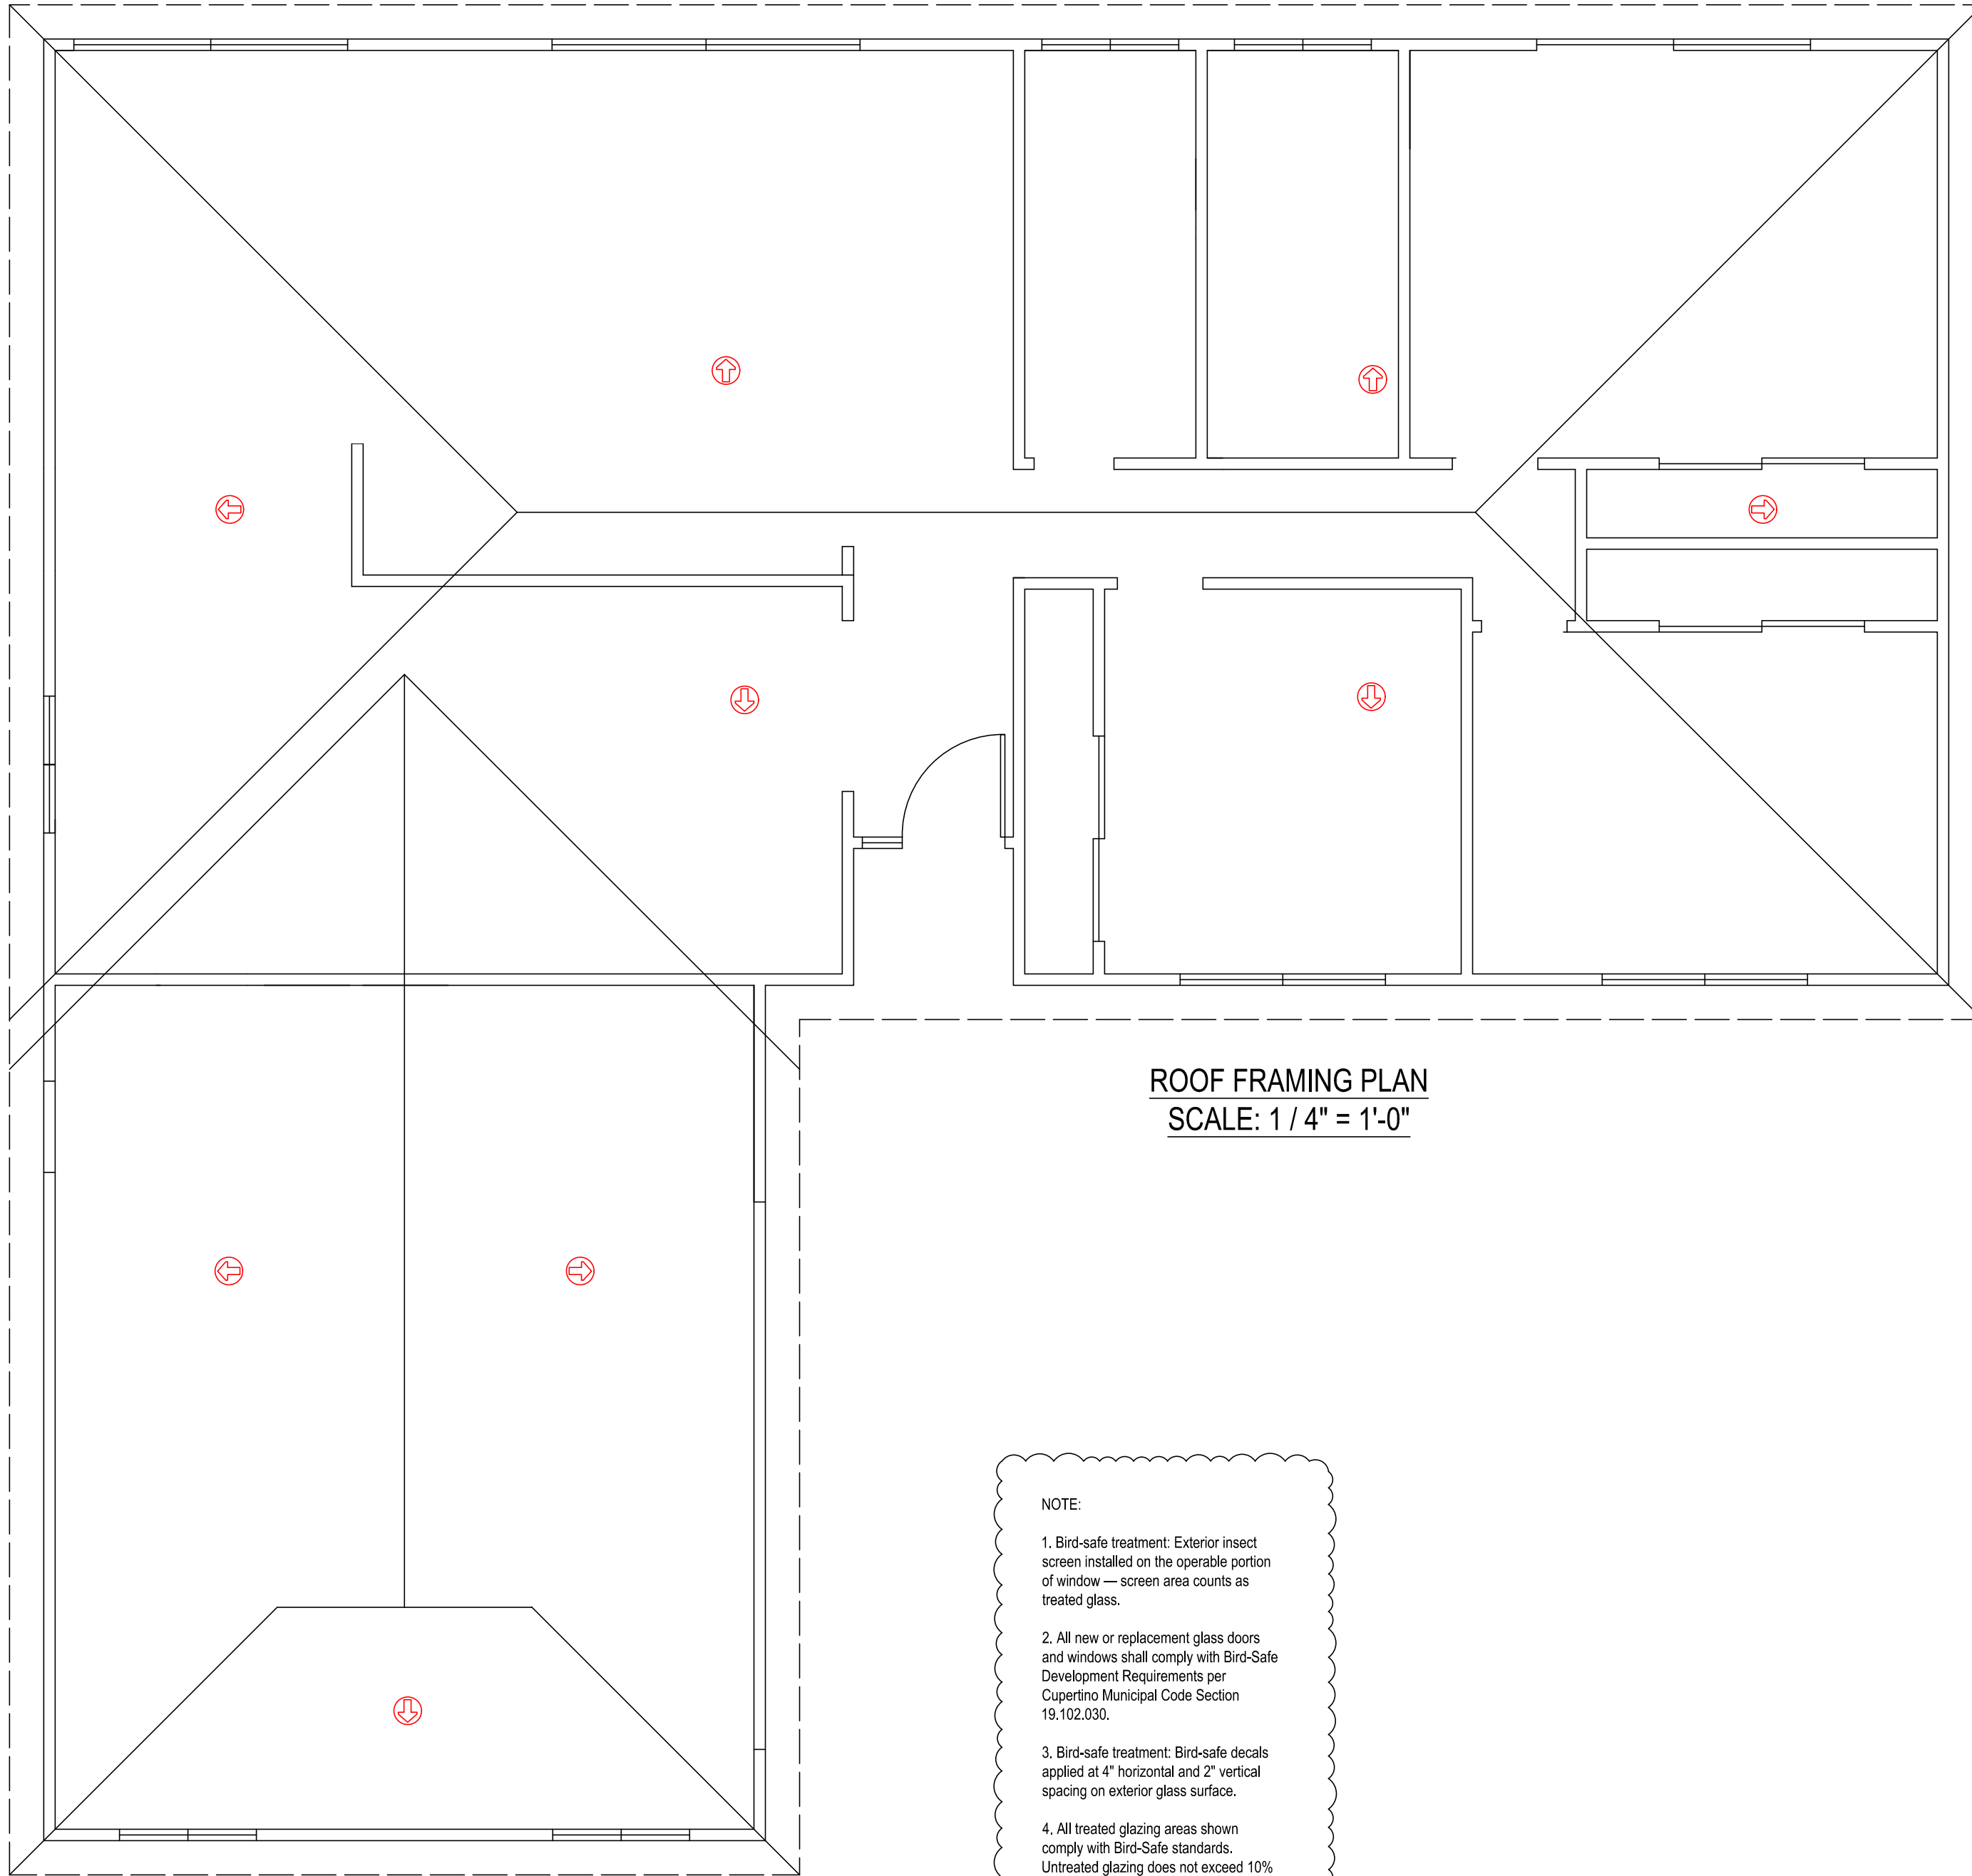 ROOF FRAMING PLAN
SCALE: 1 / 4" = 1'-0"
NOTE:
1. Bird-safe treatment: Exterior insect
screen installed on the operable portion
of window — screen area counts as
treated glass.
2. All new or replacement glass doors
and windows shall comply with Bird-Safe
Development Requirements per
Cupertino Municipal Code Section
19.102.030.
3. Bird-safe treatment: Bird-safe decals
applied at 4" horizontal and 2" vertical
spacing on exterior glass surface.
4. All treated glazing areas shown
comply with Bird-Safe standards.
Untreated glazing does not exceed 10%